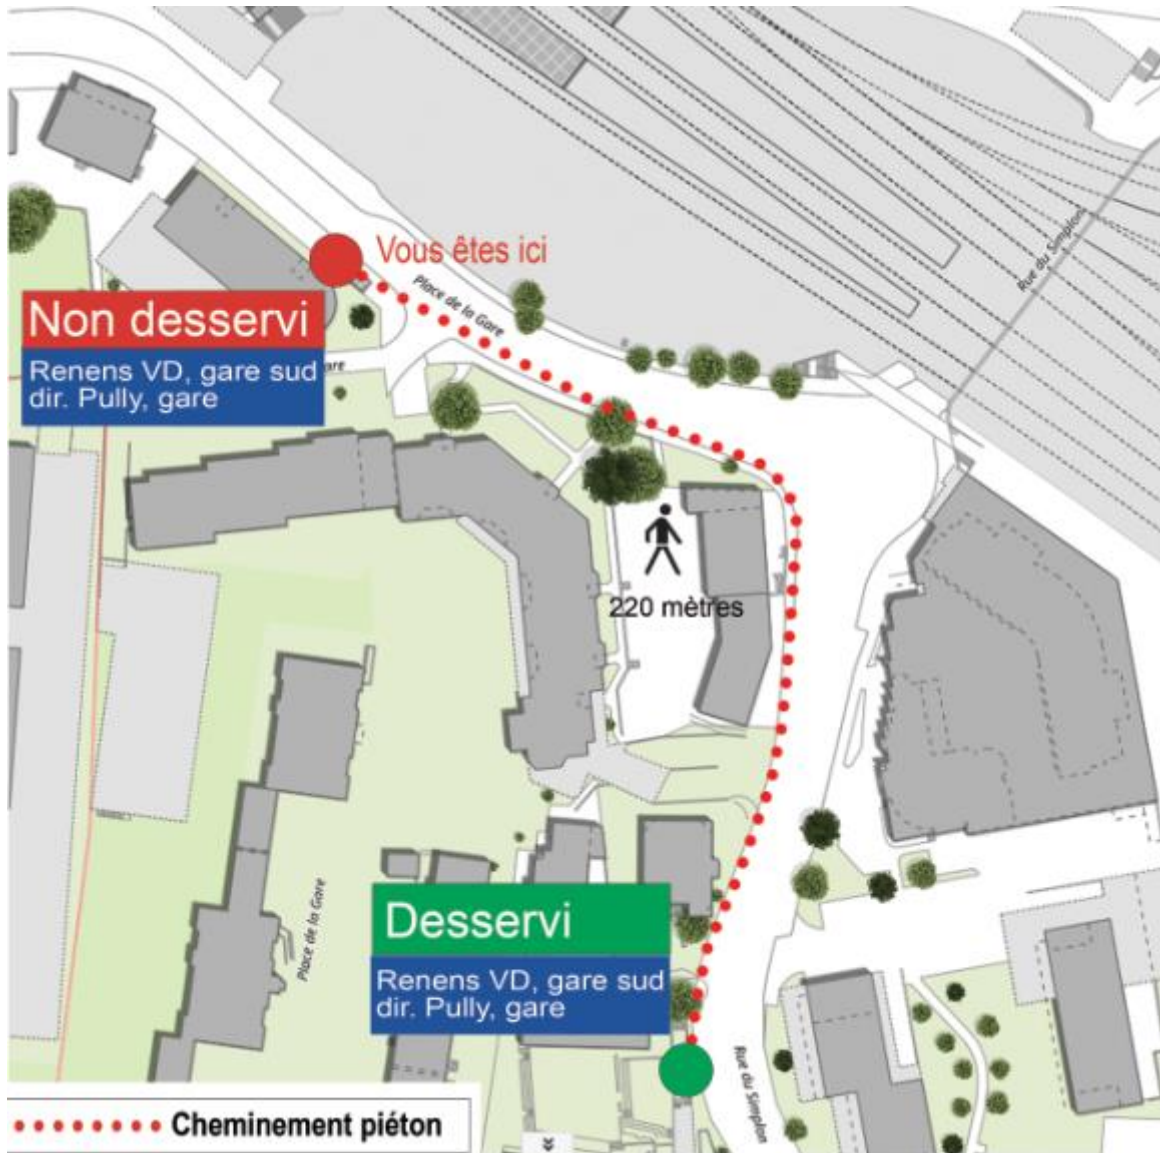 Rue du Simplon
Vous êtes ici
Place de la Gare
Non desservi
Renens VD, gare sud
dir. Pully, gare
220 mètres
Place de la Gare
Desservi
Renens VD, gare sud
dir. Pully, gare
Rue du Simplon
Cheminement piéton